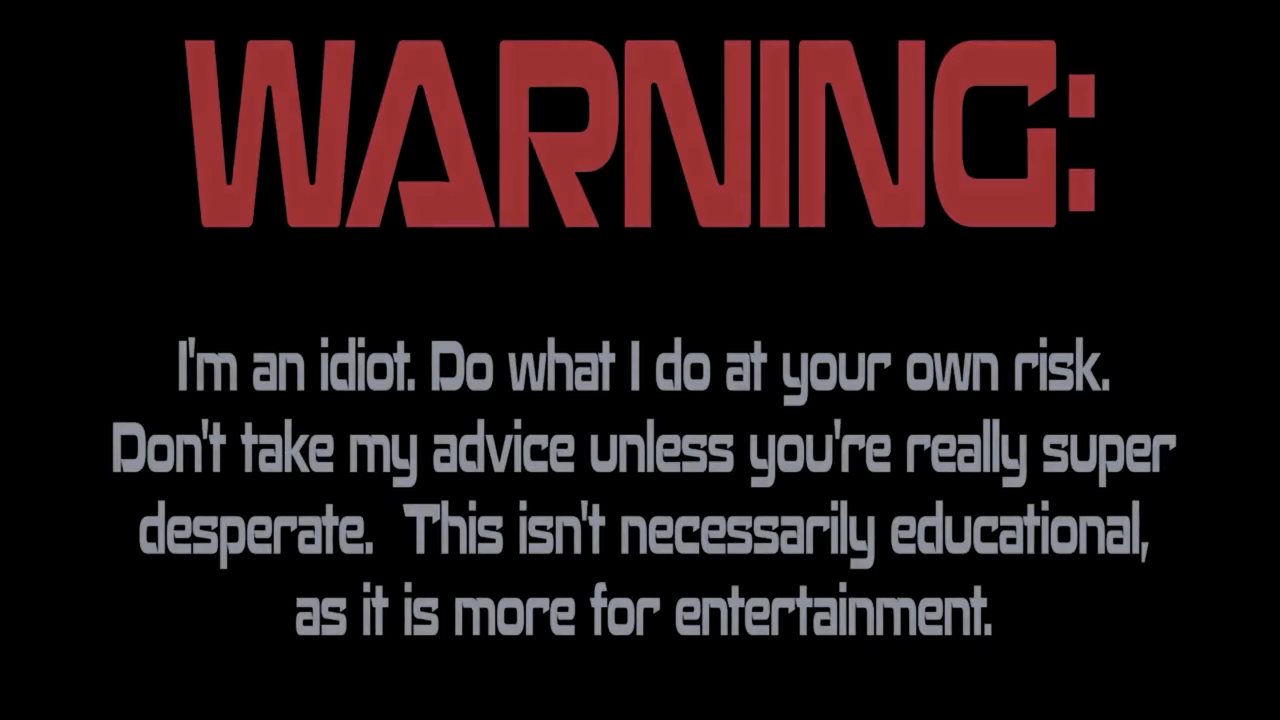 WARNING:
I'm an idiot. Do what I do at your own risk.
Don't take my advice unless you're really super
desperate.  This isn't necessarily educational,
as it is more for entertainment.